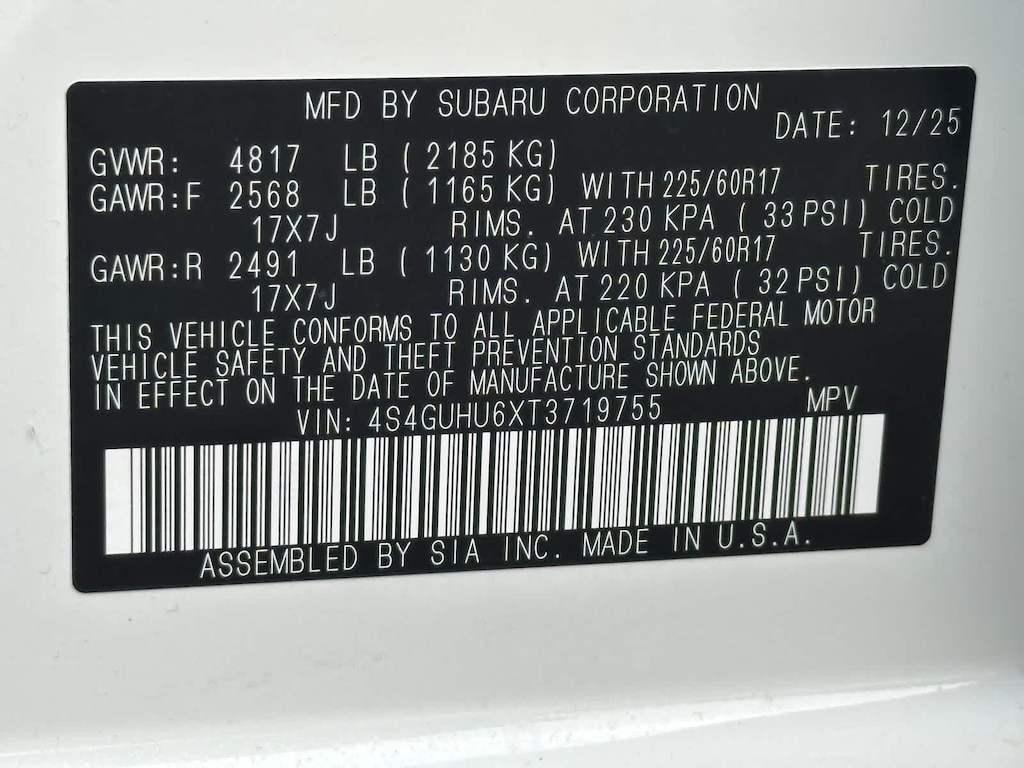 MFD BY SUBARU CORPORATION
DATE: 12/25
GVWR: 4817 LB ( 2185 KG)
GAWR:F 2568 LB ( 1165 KG) WITH 225/60R17 TIRES.
17X7J RIMS. AT 230 KPA ( 33 PSI) COLD
GAWR:R 2491 LB ( 1130 KG) WITH 225/60R17 TIRES.
17X7J RIMS. AT 220 KPA ( 32 PSI) COLD
THIS VEHICLE CONFORMS TO ALL APPLICABLE FEDERAL MOTOR
VEHICLE SAFETY AND THEFT PREVENTION STANDARDS
IN EFFECT ON THE DATE OF MANUFACTURE SHOWN ABOVE.
VIN: 4S4GUHU6XT3719755 MPV
ASSEMBLED BY SIA INC. MADE IN U.S.A.